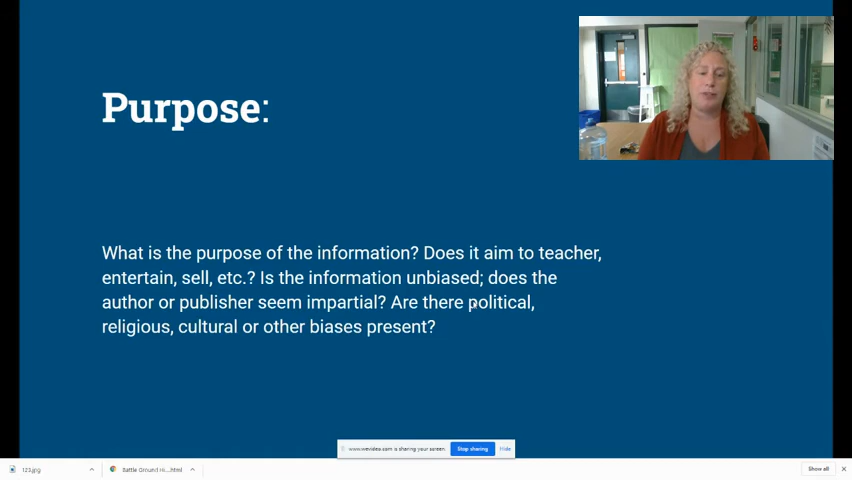 Purpose:
What is the purpose of the information? Does it aim to teacher,
entertain, sell, etc.? Is the information unbiased; does the
author or publisher seem impartial? Are there political,
religious, cultural or other biases present?
www.wevideo.com is sharing your screen.
Stop sharing
Hide
123.jpg
Battle Ground Hi....html
Show all